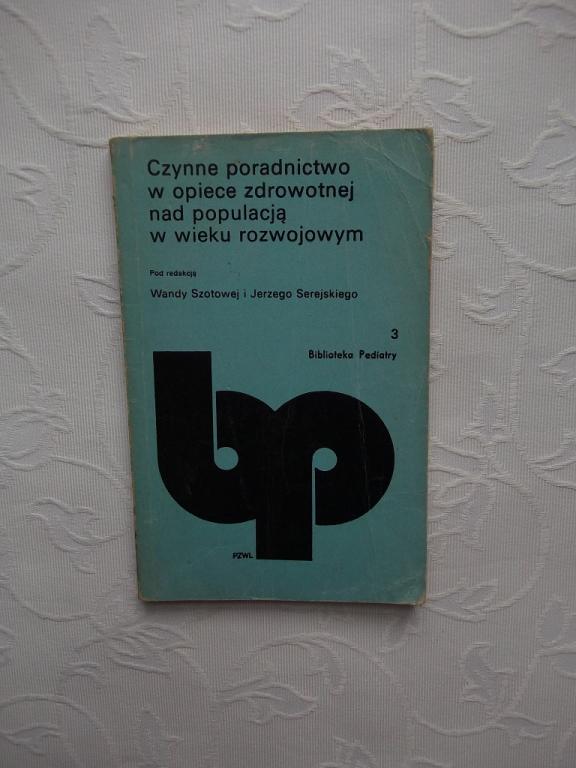 Czynne poradnictwo
w opiece zdrowotnej
nad populacją
w wieku rozwojowym
Pod redakcją
Wandy Szotowej i Jerzego Serejskiego
3
Biblioteka Pediatry
bp
PZWL